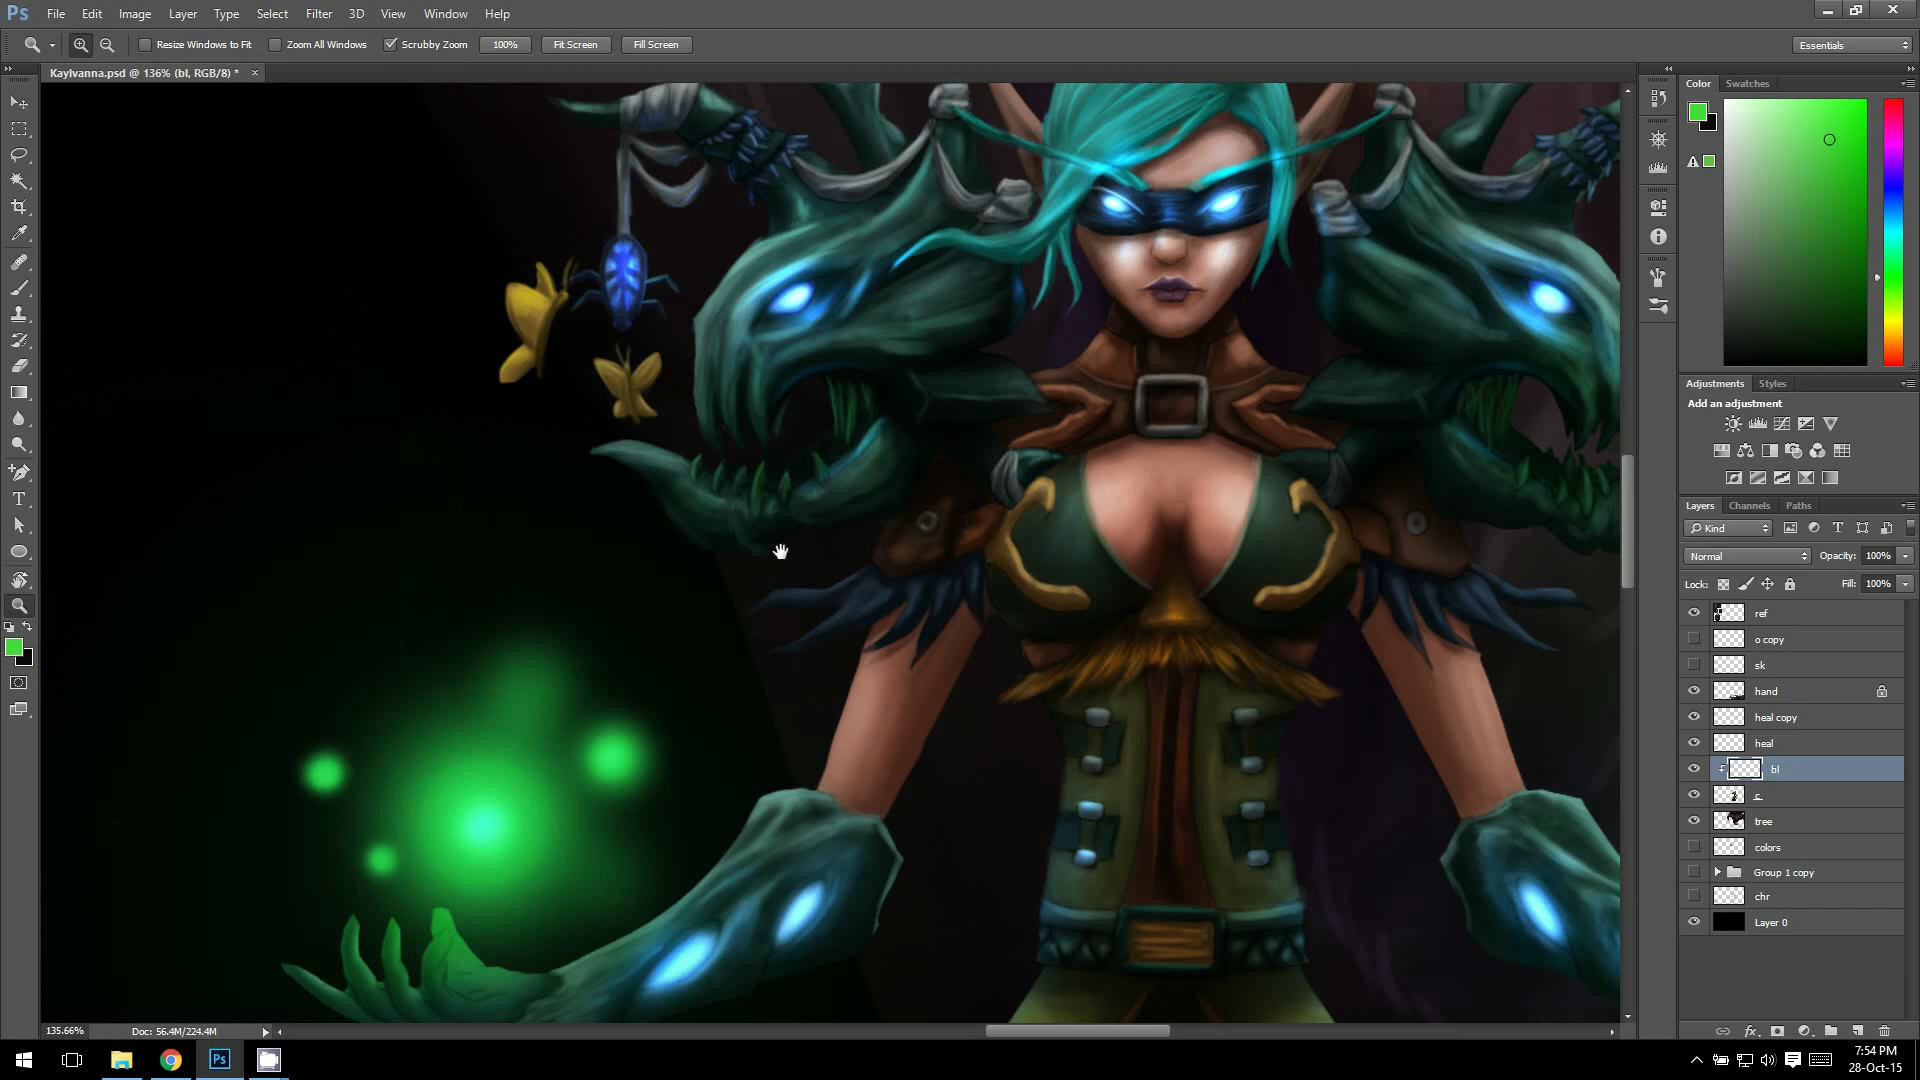 Ps File Edit Image Layer Type Select Filter 3D View Window Help
Resize Windows to Fit Zoom All Windows Scrubby Zoom 100% Fit Screen Fill Screen Essentials
Kaylvanna.psd @ 136% (bl, RGB/8) *
Color Swatches
Adjustments Styles
Add an adjustment
Layers Channels Paths
Kind
Normal Opacity: 100%
Lock: Fill: 100%
ref
o copy
sk
hand
heal copy
heal
bl
c
tree
colors
Group 1 copy
chr
Layer 0
135.66% Doc: 56.4M/224.4M
7:54 PM
28-Oct-15